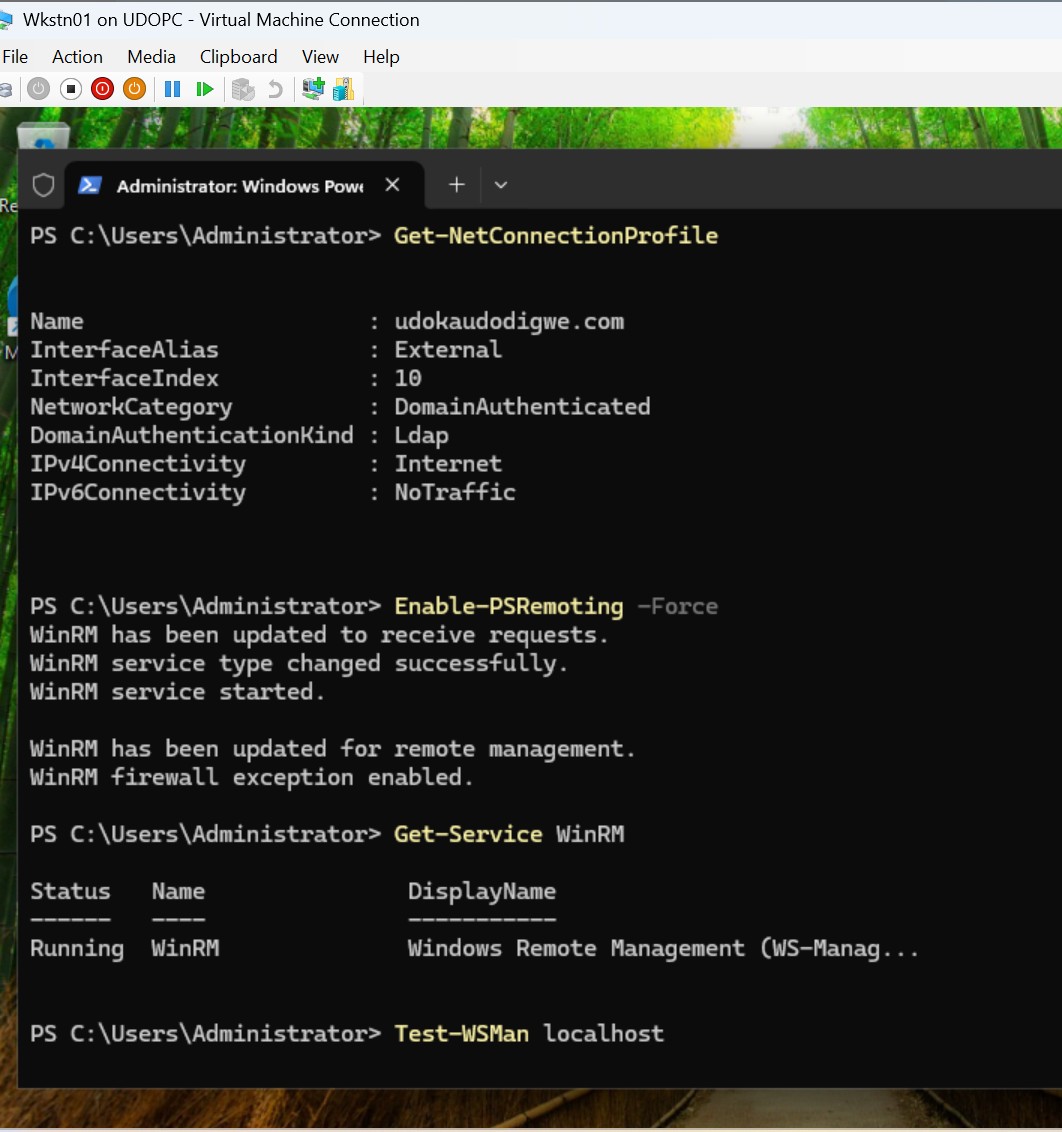 Wkstn01 on UDOPC - Virtual Machine Connection
File Action Media Clipboard View Help
Administrator: Windows Powe
Re
M
PS C:\Users\Administrator> Get-NetConnectionProfile
Name : udokaudodigwe.com
InterfaceAlias : External
InterfaceIndex : 10
NetworkCategory : DomainAuthenticated
DomainAuthenticationKind : Ldap
IPv4Connectivity : Internet
IPv6Connectivity : NoTraffic
PS C:\Users\Administrator> Enable-PSRemoting -Force
WinRM has been updated to receive requests.
WinRM service type changed successfully.
WinRM service started.
WinRM has been updated for remote management.
WinRM firewall exception enabled.
PS C:\Users\Administrator> Get-Service WinRM
Status Name DisplayName
------ ---- -----------
Running WinRM Windows Remote Management (WS-Manag...
PS C:\Users\Administrator> Test-WSMan localhost